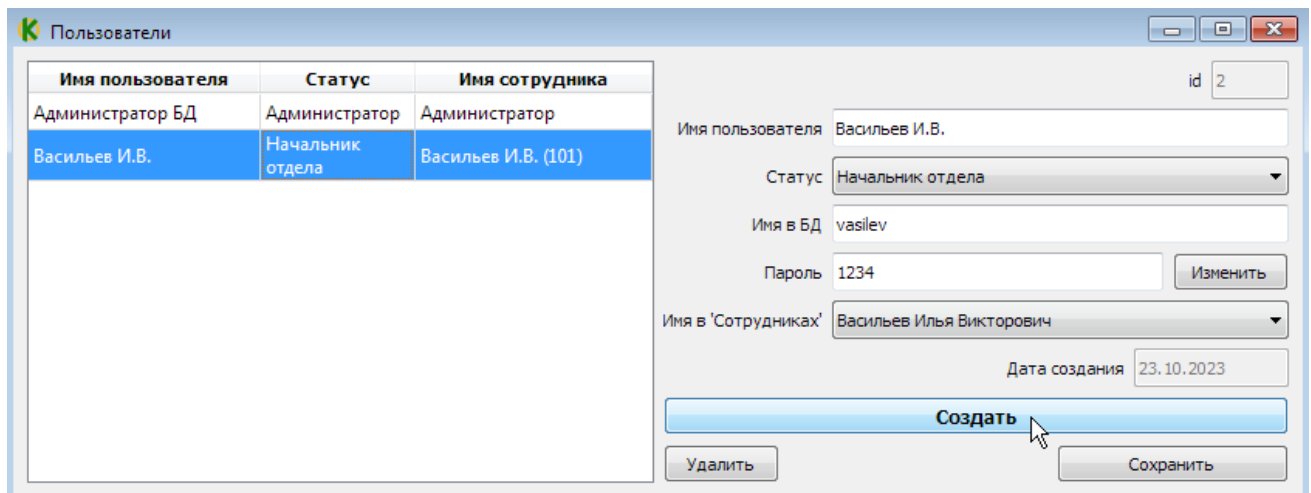 Пользователи
Имя пользователя Статус Имя сотрудника
Администратор БД Администратор Администратор
Васильев И.В. Начальник отдела Васильев И.В. (101)
id 2
Имя пользователя Васильев И.В.
Статус Начальник отдела
Имя в БД vasilev
Пароль 1234 Изменить
Имя в 'Сотрудниках' Васильев Илья Викторович
Дата создания 23.10.2023
Создать
Удалить Сохранить